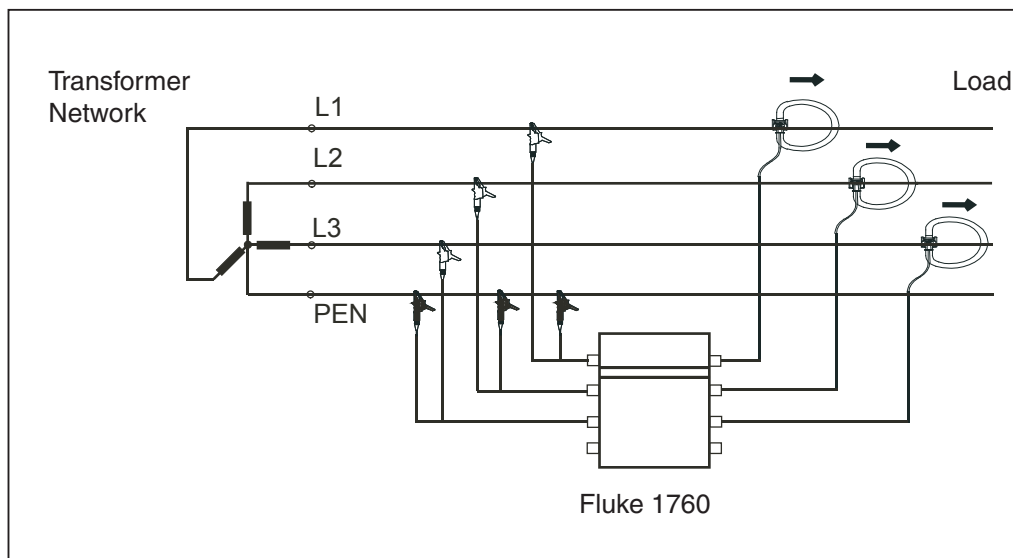 Transformer
Network
Load
L1
L2
L3
PEN
Fluke 1760